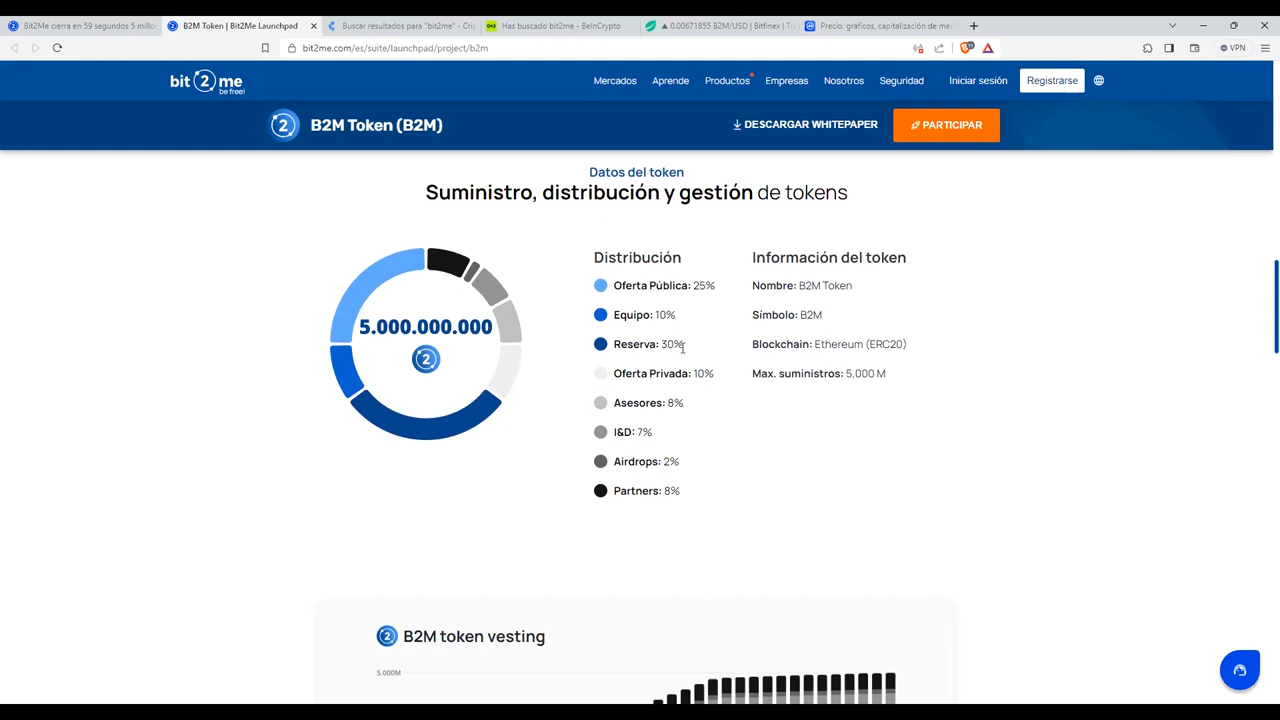 Bit2Me cierra en 59 segundos 5 millor
B2M Token | Bit2Me Launchpad
Buscar resultados para "bit2me" - Crip
Has buscado bit2me - BeInCrypto
▲ 0.00671855 B2M/USD | Bitfinex | Tra
Precio, gráficos, capitalización de me
bit2me.com/es/suite/launchpad/project/b2m
VPN
bit2me
be free!
Mercados
Aprende
Productos
Empresas
Nosotros
Seguridad
Iniciar sesión
Registrarse
B2M Token (B2M)
DESCARGAR WHITEPAPER
PARTICIPAR
Datos del token
Suministro, distribución y gestión de tokens
5.000.000.000
2
Distribución
Oferta Pública: 25%
Equipo: 10%
Reserva: 30%
Oferta Privada: 10%
Asesores: 8%
I&D: 7%
Airdrops: 2%
Partners: 8%
Información del token
Nombre: B2M Token
Símbolo: B2M
Blockchain: Ethereum (ERC20)
Max. suministros: 5,000 M
B2M token vesting
5.000M